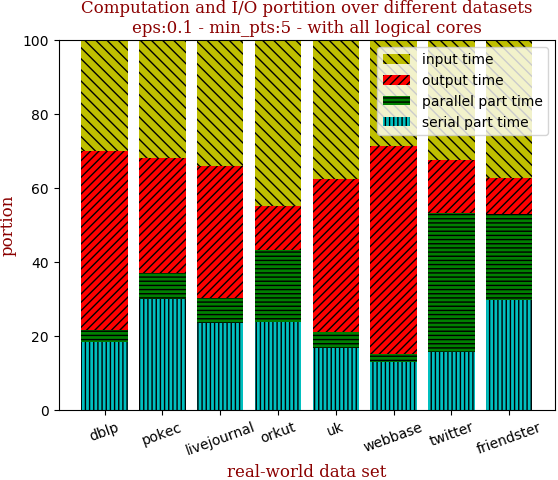 Computation and I/O portition over different datasets
eps:0.1 - min_pts:5 - with all logical cores
input time
output time
parallel part time
serial part time
portion
100
80
60
40
20
0
dblp
pokec
livejournal
orkut
uk
webbase
twitter
friendster
real-world data set